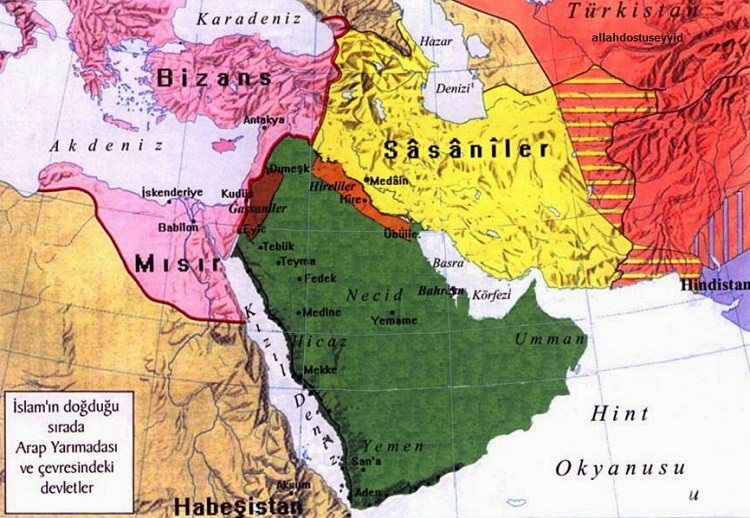 Karadeniz
Türkistan
allahdostuseyyid
Hazar
Denizi
Bizans
Antakya
Akdeniz
Sâsânîler
Dımeşk
Hireliler
Medâin
İskenderiye
Kudüs
Hire
Gassaniler
Babilon
Übülle
Eyle
Tebük
Mısır
Teyma
Basra
Fedek
Hindistan
Necid
Bahreyn
Körfezi
Medine
Yemame
Kızıl Deniz
Hicaz
Umman
Mekke
İslam'ın doğduğu
sırada
Arap Yarımadası
ve çevresindeki
devletler
Hint
Okyanusu
Yemen
San'a
Aksum
Aden
Habeşistan
u